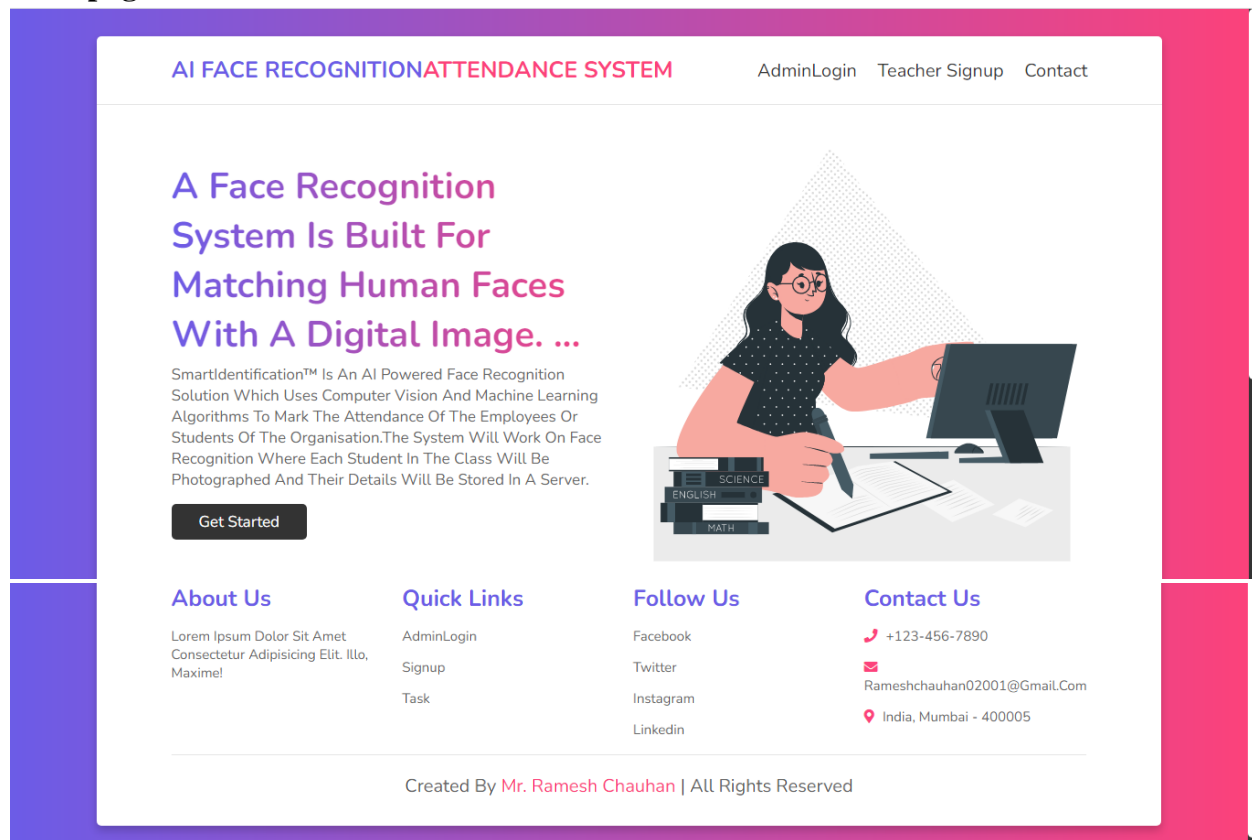 AI FACE RECOGNITIONATTENDANCE SYSTEM
AdminLogin Teacher Signup Contact
A Face Recognition
System Is Built For
Matching Human Faces
With A Digital Image. ...
SmartIdentification™ Is An AI Powered Face Recognition
Solution Which Uses Computer Vision And Machine Learning
Algorithms To Mark The Attendance Of The Employees Or
Students Of The Organisation.The System Will Work On Face
Recognition Where Each Student In The Class Will Be
Photographed And Their Details Will Be Stored In A Server.
Get Started
SCIENCE
ENGLISH
MATH
About Us
Lorem Ipsum Dolor Sit Amet
Consectetur Adipisicing Elit. Illo,
Maxime!
Quick Links
AdminLogin
Signup
Task
Follow Us
Facebook
Twitter
Instagram
Linkedin
Contact Us
+123-456-7890
Rameshchauhan02001@Gmail.Com
India, Mumbai - 400005
Created By Mr. Ramesh Chauhan | All Rights Reserved